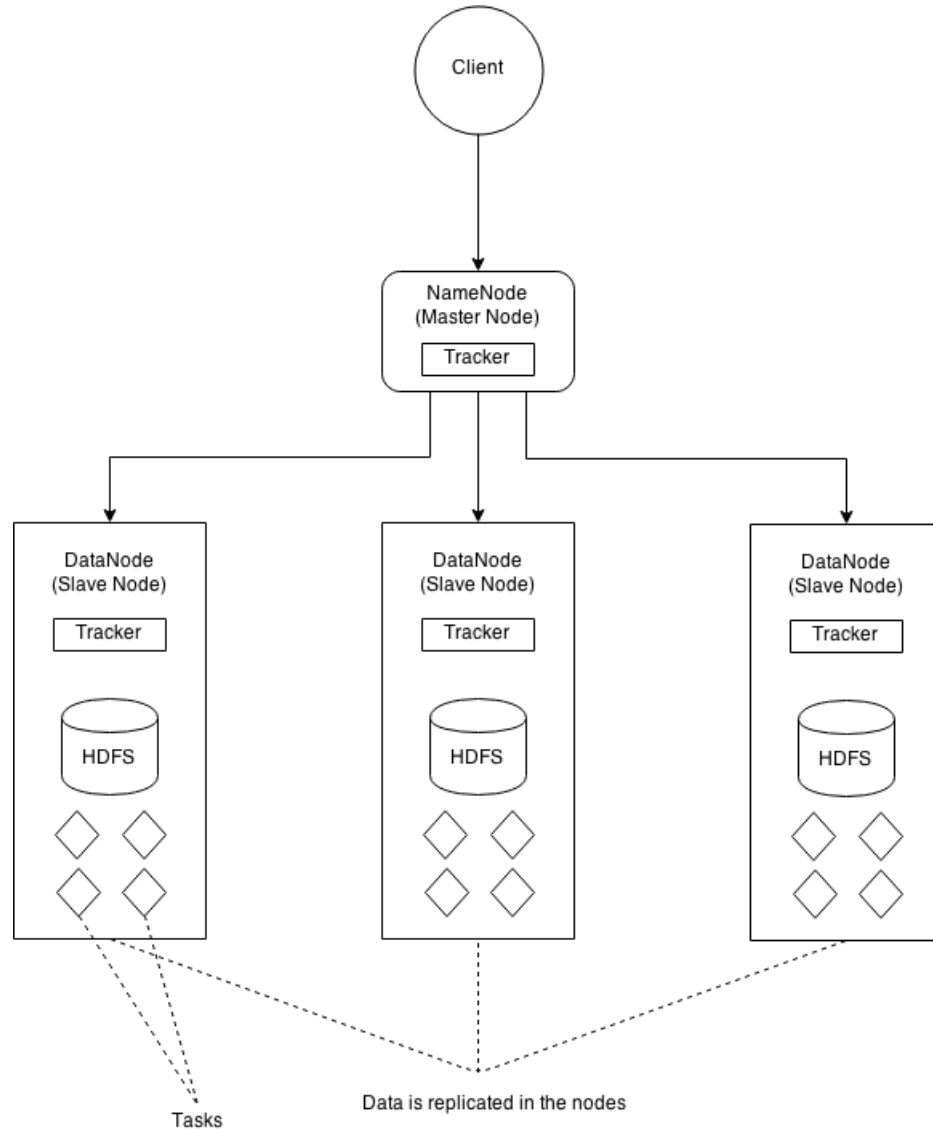 Client
NameNode
(Master Node)
Tracker
DataNode
(Slave Node)
Tracker
HDFS
DataNode
(Slave Node)
Tracker
HDFS
DataNode
(Slave Node)
Tracker
HDFS
Tasks
Data is replicated in the nodes